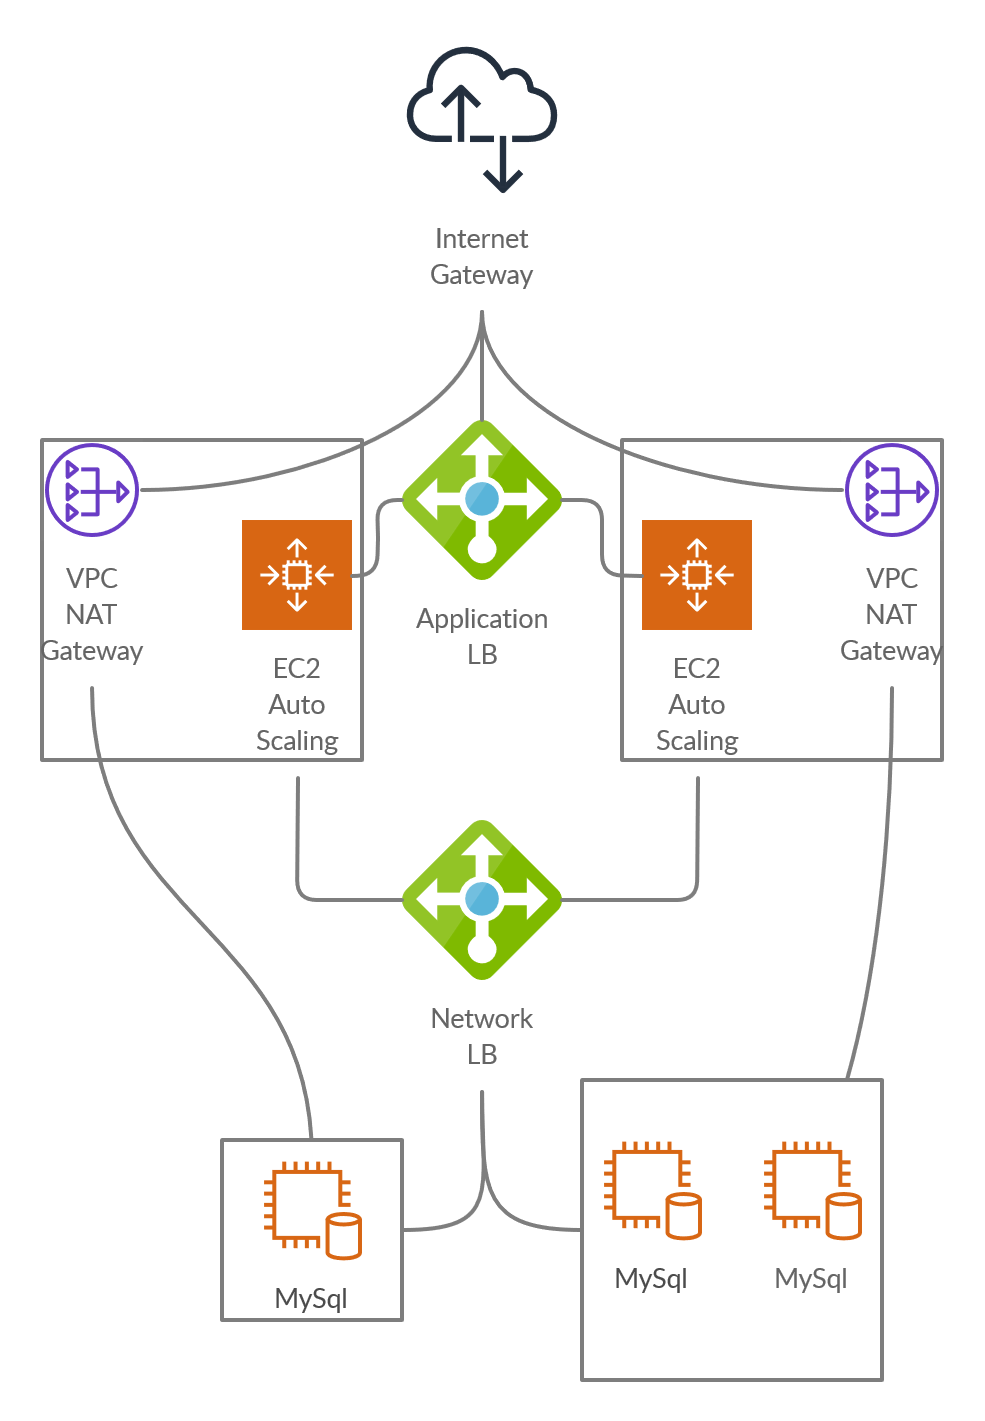 Internet
Gateway
VPC
NAT
Gateway
EC2
Auto
Scaling
Application
LB
EC2
Auto
Scaling
VPC
NAT
Gateway
Network
LB
MySql
MySql
MySql